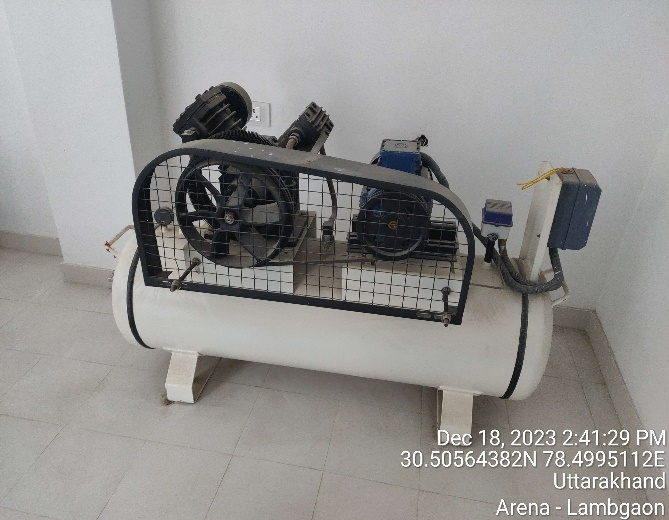 Dec 18, 2023 2:41:29 PM
30.50564382N 78.4995112E
Uttarakhand
Arena - Lambgaon